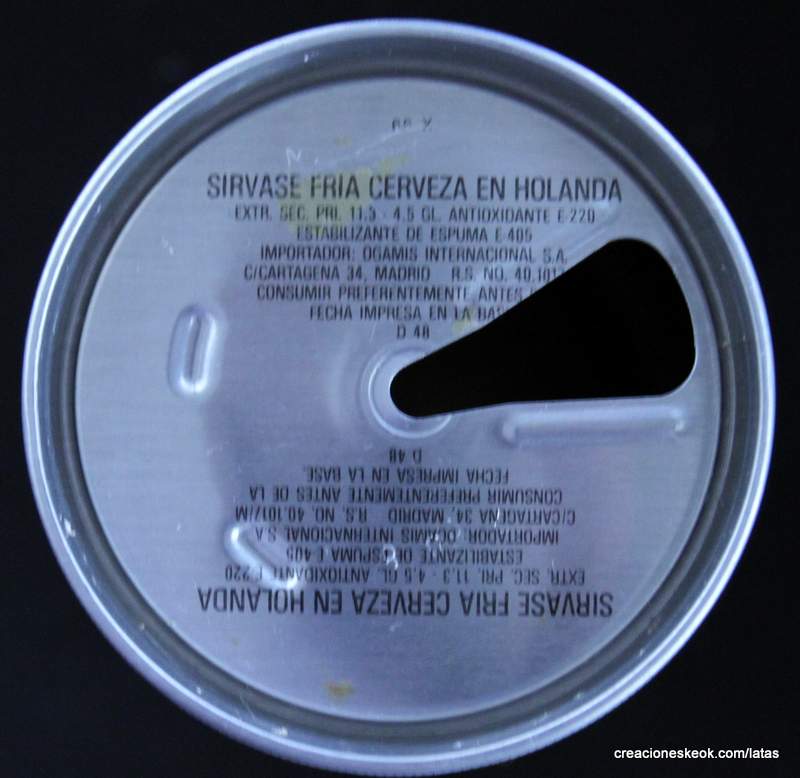 SIRVASE FRIA CERVEZA EN HOLANDA
EXTR. SEC. PRI. 11.3 - 4.5 GL. ANTIOXIDANTE E-220
ESTABILIZANTE DE ESPUMA E-405
IMPORTADOR: OGAMIS INTERNACIONAL S.A.
C/CARTAGENA 34, MADRID R.S. NO. 40.101
CONSUMIR PREFERENTEMENTE ANTES
FECHA IMPRESA EN LA BAS
D 48
SIRVASE FRIA CERVEZA EN HOLANDA
EXTR. SEC. PRI. 11.3 - 4.5 GL. ANTIOXIDANTE E-220
ESTABILIZANTE DE ESPUMA E-405
IMPORTADOR: OGAMIS INTERNACIONAL S.A.
C/CARTAGENA 34, MADRID R.S. NO. 40.1017/M
CONSUMIR PREFERENTEMENTE ANTES DE LA
FECHA IMPRESA EN LA BASE.
D 48
creacioneskeok.com/latas